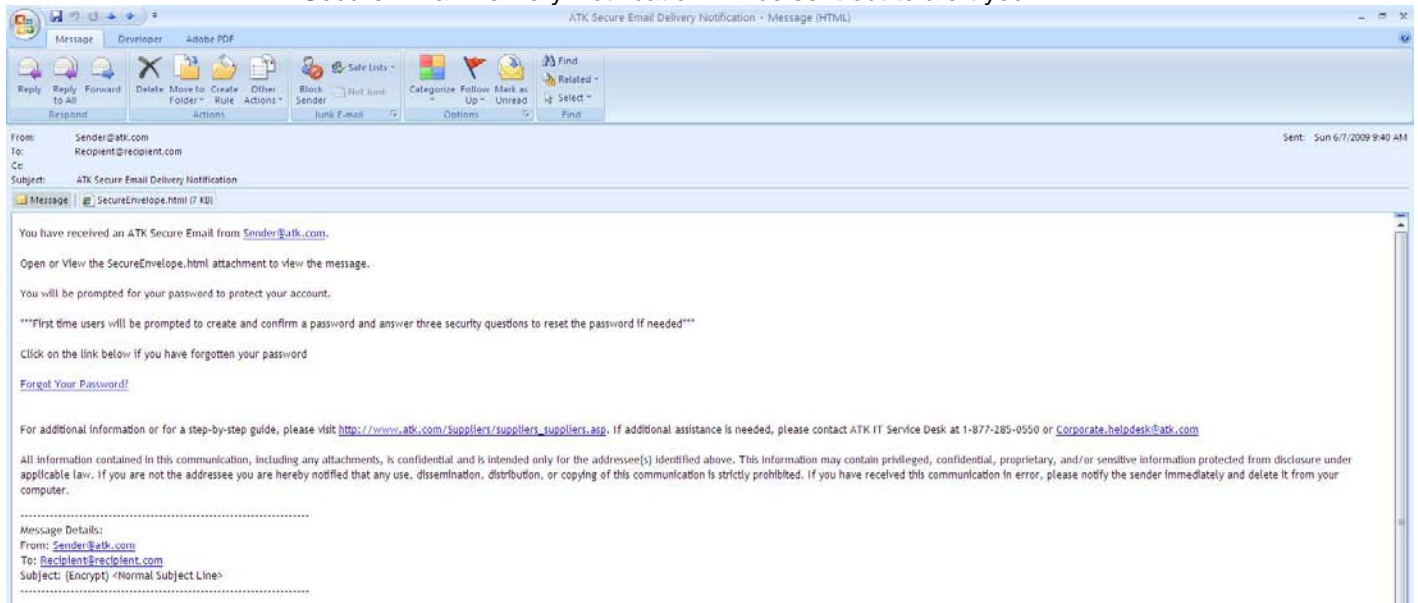 ATK Secure Email Delivery Notification - Message (HTML)
Message Developer Adobe PDF
Reply Reply to All Forward Delete Move to Folder Create Rule Other Actions Block Sender Safe Lists Not Junk Categorize Follow Up Mark as Unread Find Related Select
Respond Actions Junk E-mail Options Find
From: Sender@atk.com Sent: Sun 6/7/2009 9:40 AM
To: Recipient@recipient.com
Cc:
Subject: ATK Secure Email Delivery Notification
Message SecureEnvelope.html (7 KB)
You have received an ATK Secure Email from Sender@atk.com.
Open or View the SecureEnvelope.html attachment to view the message.
You will be prompted for your password to protect your account.
***First time users will be prompted to create and confirm a password and answer three security questions to reset the password if needed***
Click on the link below if you have forgotten your password
Forgot Your Password?
For additional information or for a step-by-step guide, please visit http://www.atk.com/Suppliers/suppliers_suppliers.asp. If additional assistance is needed, please contact ATK IT Service Desk at 1-877-285-0550 or Corporate.helpdesk@atk.com
All information contained in this communication, including any attachments, is confidential and is intended only for the addressee(s) identified above. This information may contain privileged, confidential, proprietary, and/or sensitive information protected from disclosure under
applicable law. If you are not the addressee you are hereby notified that any use, dissemination, distribution, or copying of this communication is strictly prohibited. If you have received this communication in error, please notify the sender immediately and delete it from your
computer.
--------------------------------------------------------------------
Message Details:
From: Sender@atk.com
To: Recipient@recipient.com
Subject: (Encrypt) <Normal Subject Line>
--------------------------------------------------------------------